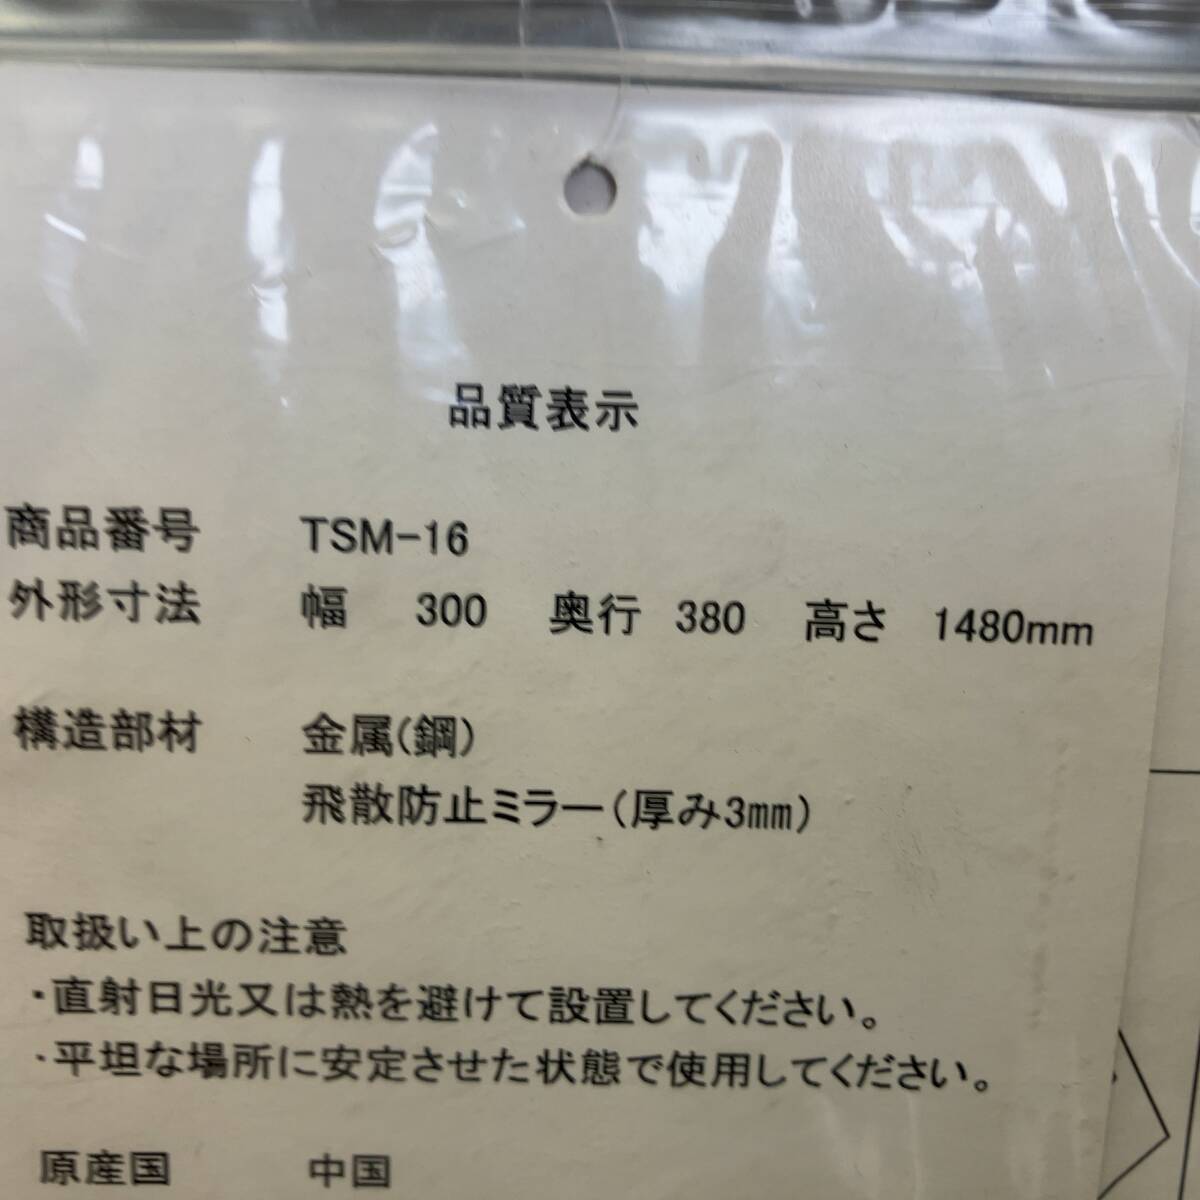 品質表示
商品番号 TSM-16
外形寸法 幅 300 奥行 380 高さ 1480mm
構造部材 金属(鋼)
飛散防止ミラー(厚み3㎜)
取扱い上の注意
・直射日光又は熱を避けて設置してください。
・平坦な場所に安定させた状態で使用してください。
原産国 中国